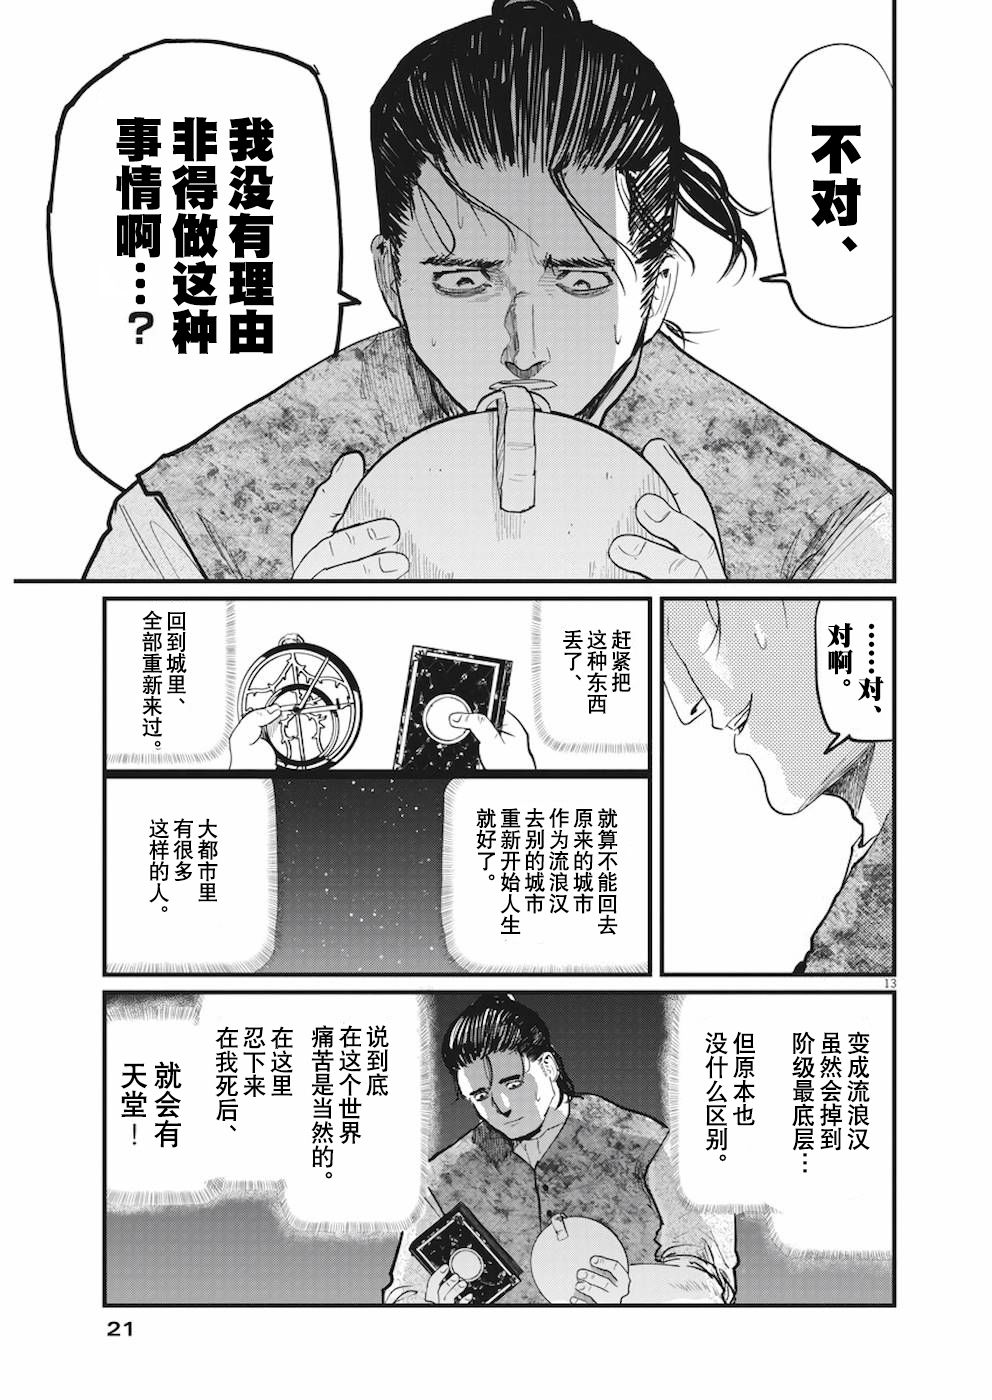 不对、
我没有理由
非得做这种
事情啊…？
……对、
对啊。
赶紧把
这种东西
丢了、
回到城里、
全部重新来过。
就算不能回去
原来的城市
作为流浪汉
去别的城市
重新开始人生
就好了。
大都市里
有很多
这样的人。
13
变成流浪汉
虽然会掉到
阶级最底层…
但原本也
没什么区别。
说到底
在这个世界
痛苦是当然的。
在这里
忍下来
在我死后、
就会有
天堂！
21